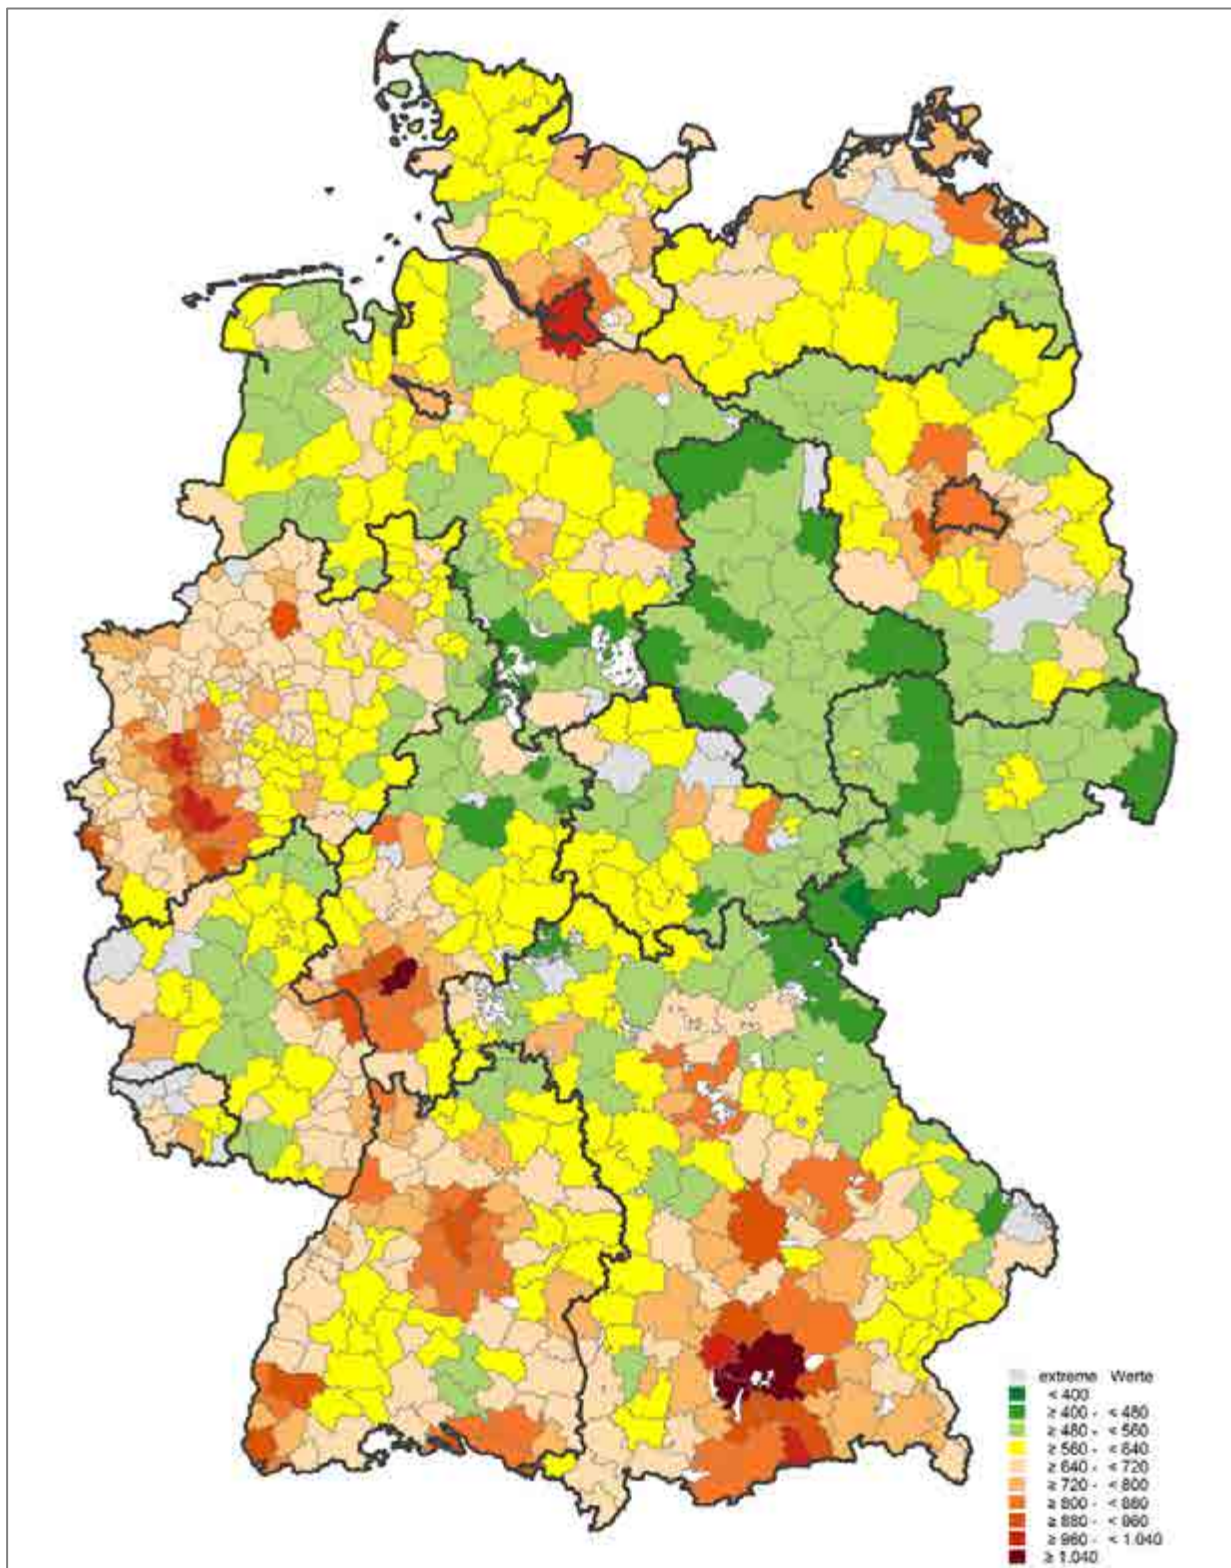 extreme Werte
< 400
≥ 400 - < 480
≥ 480 - < 560
≥ 560 - < 640
≥ 640 - < 720
≥ 720 - < 800
≥ 800 - < 880
≥ 880 - < 960
≥ 960 - < 1.040
≥ 1.040